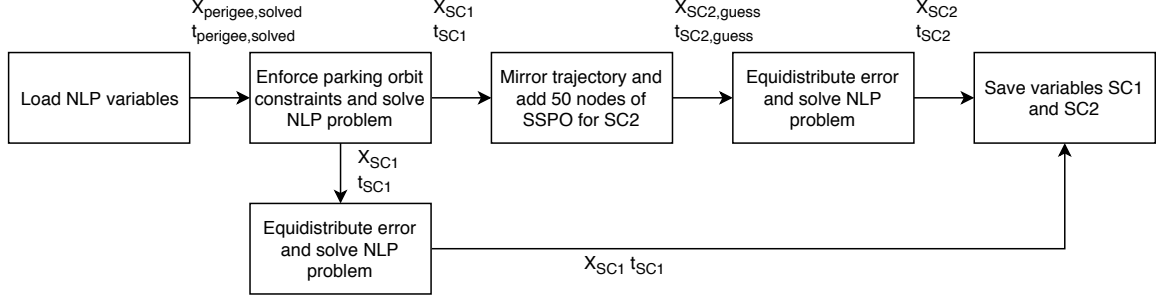 X_perigee,solved
t_perigee,solved
X_SC1
t_SC1
X_SC2,guess
t_SC2,guess
X_SC2
t_SC2
Load NLP variables
Enforce parking orbit
constraints and solve
NLP problem
Mirror trajectory and
add 50 nodes of
SSPO for SC2
Equidistribute error
and solve NLP
problem
Save variables SC1
and SC2
X_SC1
t_SC1
Equidistribute error
and solve NLP
problem
X_SC1 t_SC1